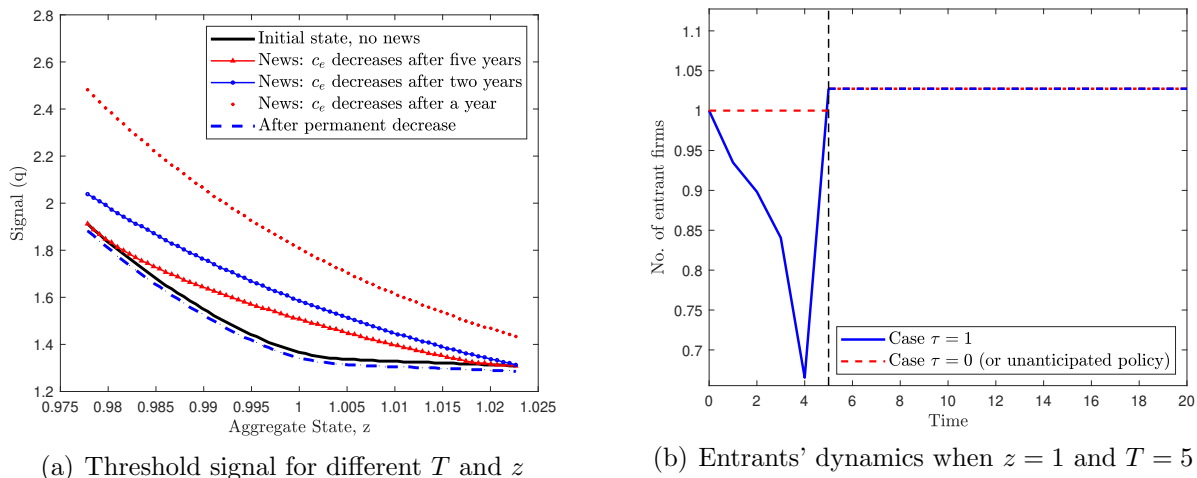 2.8
2.6
2.4
2.2
2
1.8
1.6
1.4
1.2
Signal (q)
Initial state, no news
News: c_e decreases after five years
News: c_e decreases after two years
News: c_e decreases after a year
After permanent decrease
0.975 0.98 0.985 0.99 0.995 1 1.005 1.01 1.015 1.02 1.025
Aggregate State, z
(a) Threshold signal for different T and z
1.1
1.05
1
0.95
0.9
0.85
0.8
0.75
0.7
No. of entrant firms
Case τ = 1
Case τ = 0 (or unanticipated policy)
0 2 4 6 8 10 12 14 16 18 20
Time
(b) Entrants' dynamics when z = 1 and T = 5